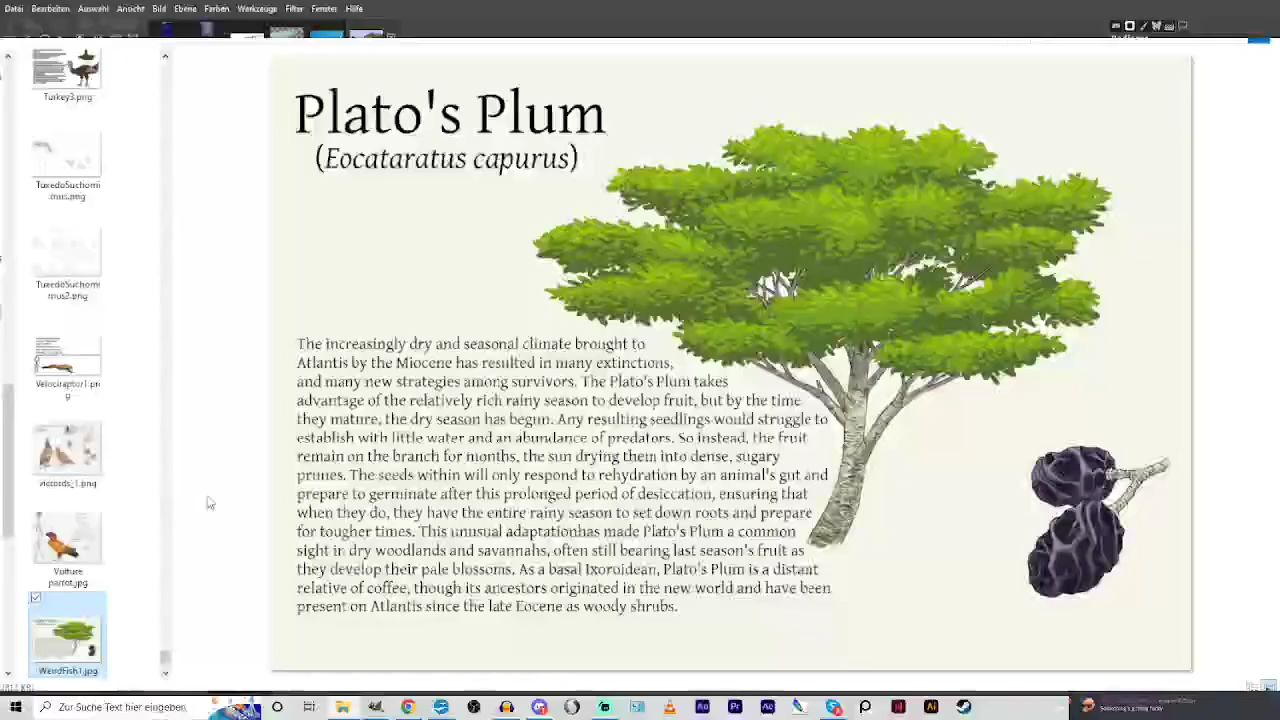 Datei Bearbeiten Auswahl Ansicht Bild Ebene Farben Werkzeuge Filter Fenster Hilfe
Turkey3.png
TuxedoSuchomi
mus.png
TuxedoSuchomi
mus2.png
Velociraptor1.pn
g
viccords_1.png
Vulture
parrot.jpg
WeirdFish1.jpg
Plato's Plum
(Eocataratus capurus)
The increasingly dry and seasonal climate brought to
Atlantis by the Miocene has resulted in many extinctions,
and many new strategies among survivors. The Plato's Plum takes
advantage of the relatively rich rainy season to develop fruit, but by the time
they mature, the dry season has begun. Any resulting seedlings would struggle to
establish with little water and an abundance of predators. So instead, the fruit
remain on the branch for months, the sun drying them into dense, sugary
prunes. The seeds within will only respond to rehydration by an animal's gut and
prepare to germinate after this prolonged period of desiccation, ensuring that
when they do, they have the entire rainy season to set down roots and prepare
for tougher times. This unusual adaptationhas made Plato's Plum a common
sight in dry woodlands and savannahs, often still bearing last season's fruit as
they develop their pale blossoms. As a basal Ixoroidean, Plato's Plum is a distant
relative of coffee, though its ancestors originated in the new world and have been
present on Atlantis since the late Eocene as woody shrubs.
Zur Suche Text hier eingeben